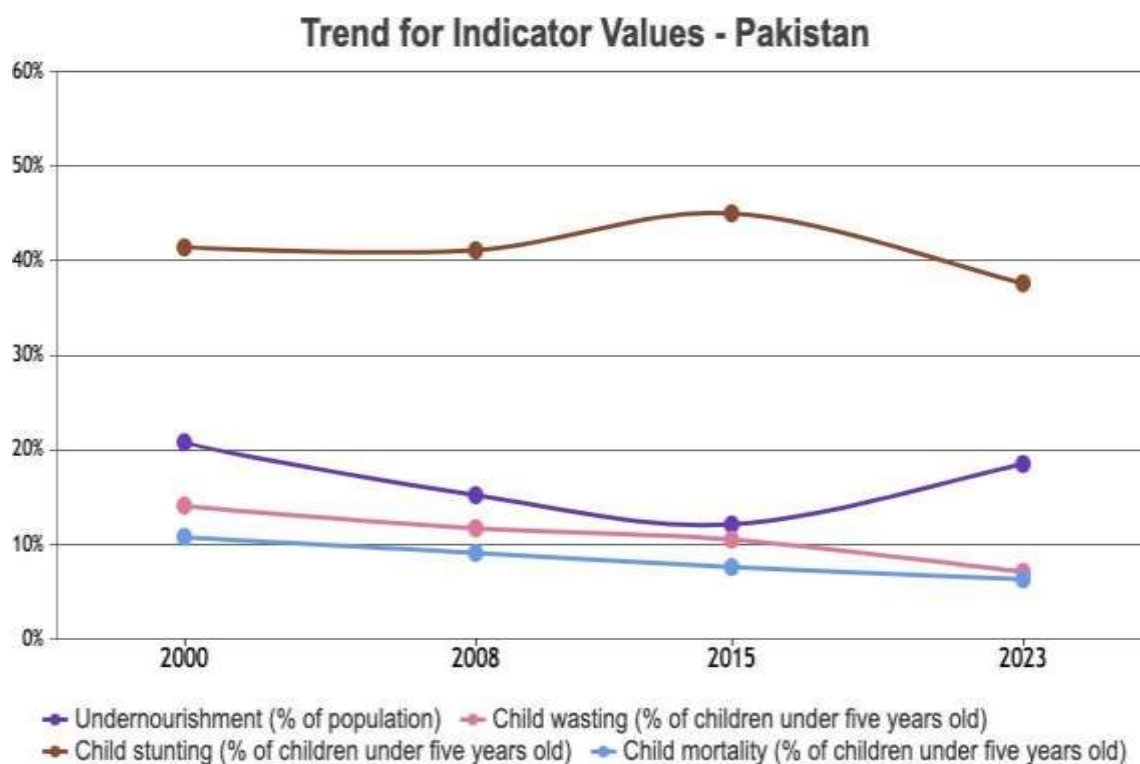 Trend for Indicator Values - Pakistan
60%
50%
40%
30%
20%
10%
0%
2000 2008 2015 2023
Undernourishment (% of population) Child wasting (% of children under five years old)
Child stunting (% of children under five years old) Child mortality (% of children under five years old)